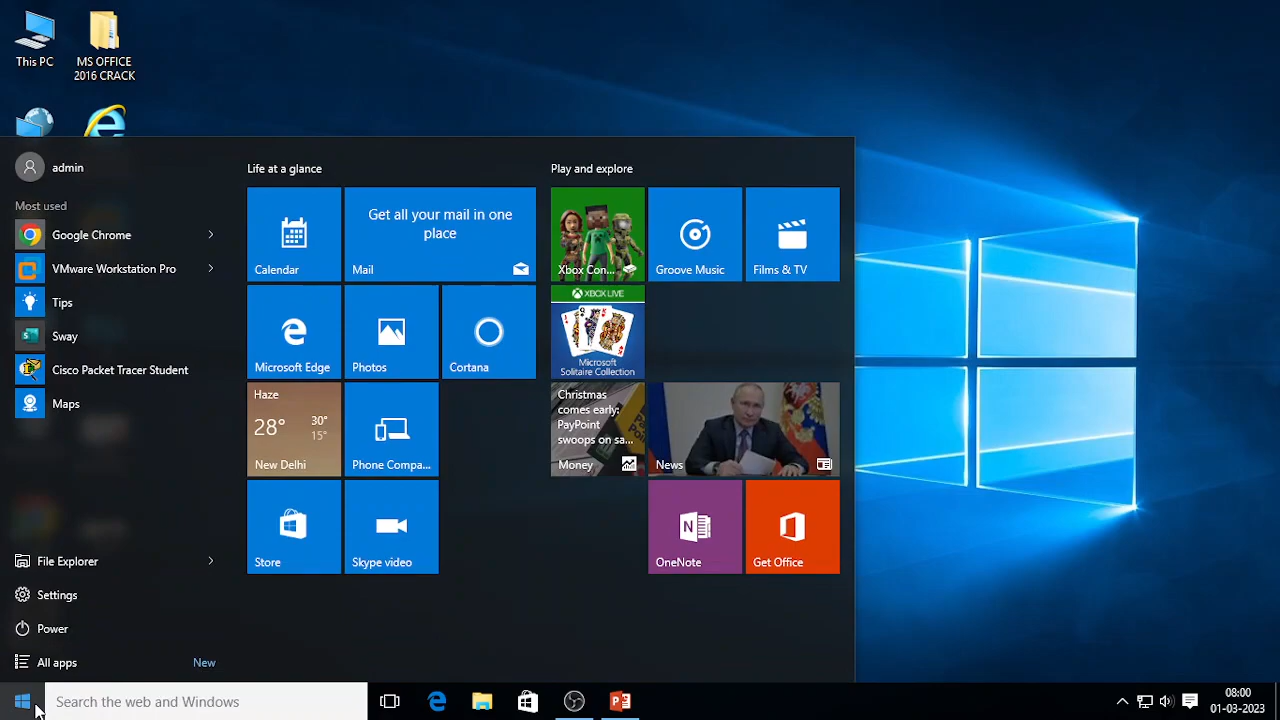 This PC
MS OFFICE
2016 CRACK
admin
Most used
Google Chrome
VMware Workstation Pro
Tips
Sway
Cisco Packet Tracer Student
Maps
File Explorer
Settings
Power
All apps
New
Life at a glance
Calendar
Get all your mail in one
place
Mail
Microsoft Edge
Photos
Cortana
Haze
28°
30°
15°
New Delhi
Phone Compa...
Store
Skype video
Play and explore
Xbox Con...
Groove Music
Films & TV
XBOX LIVE
Microsoft
Solitaire Collection
Christmas
comes early:
PayPoint
swoops on sa...
Money
News
OneNote
Get Office
Search the web and Windows
08:00
01-03-2023